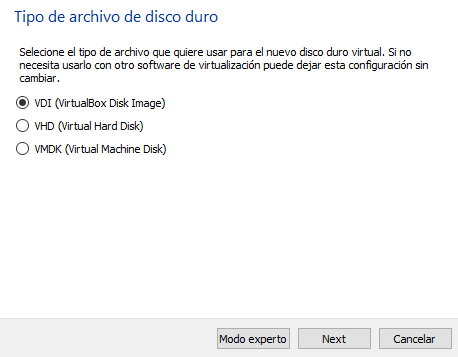 Tipo de archivo de disco duro
Selecione el tipo de archivo que quiere usar para el nuevo disco duro virtual. Si no
necesita usarlo con otro software de virtualización puede dejar esta configuración sin
cambiar.
VDI (VirtualBox Disk Image)
VHD (Virtual Hard Disk)
VMDK (Virtual Machine Disk)
Modo experto
Next
Cancelar